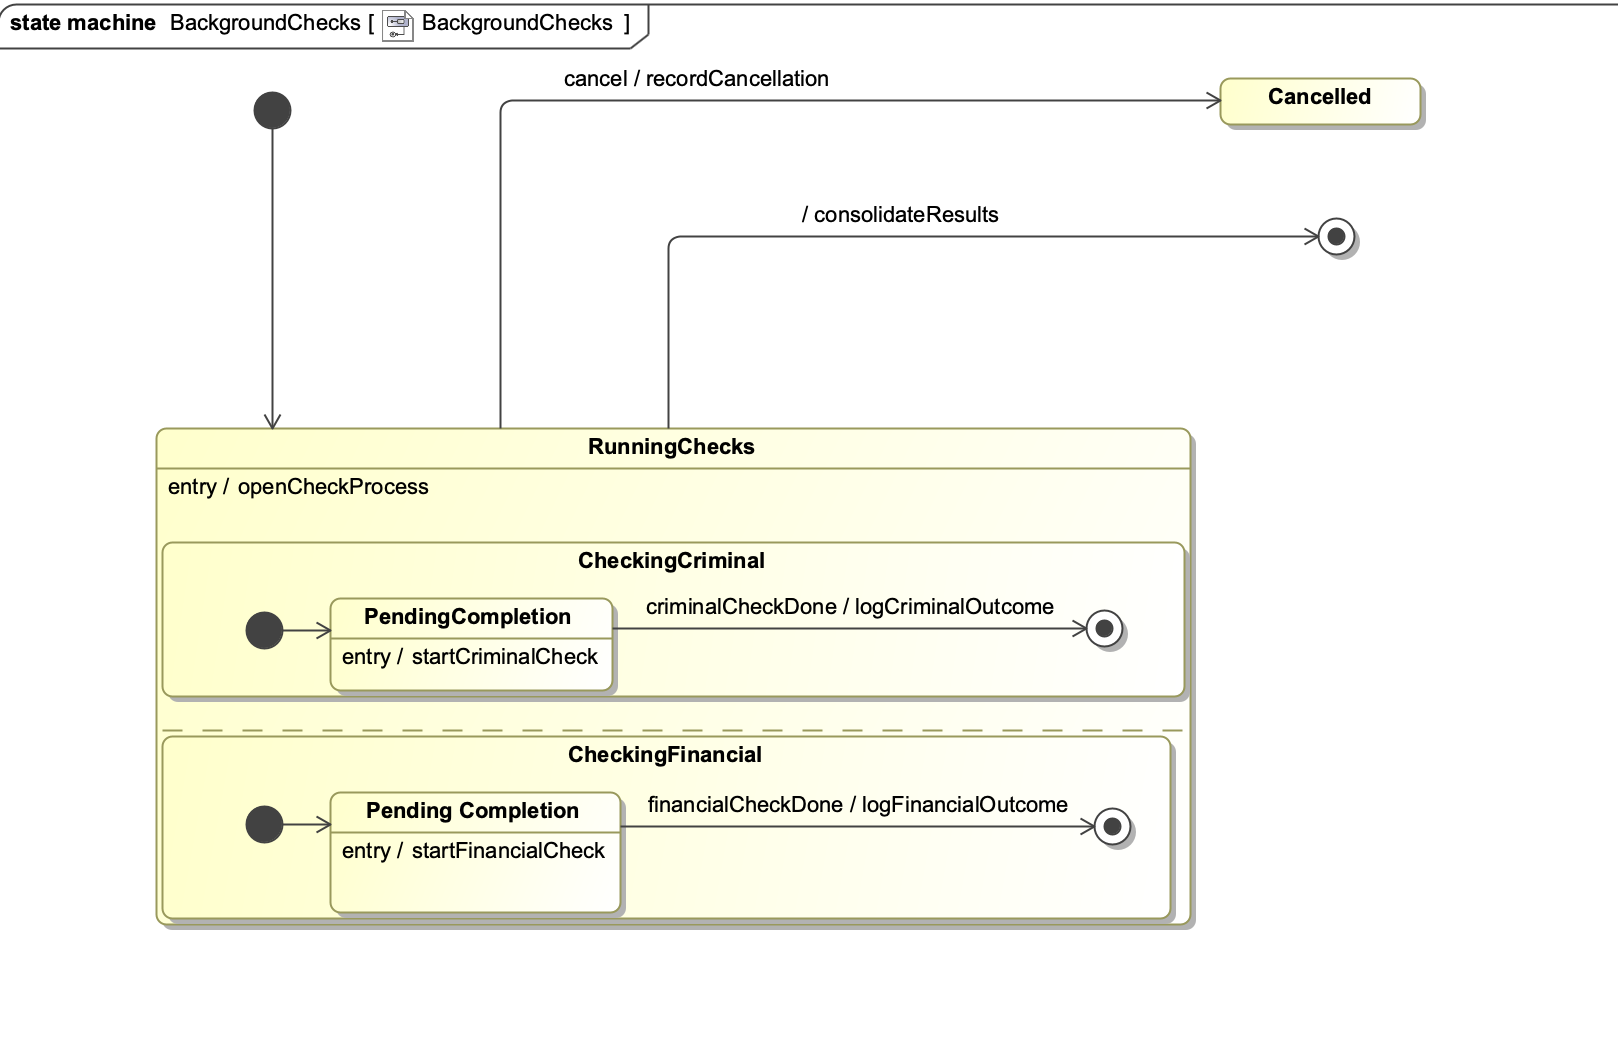 state machine BackgroundChecks [ BackgroundChecks ]
cancel / recordCancellation
Cancelled
/ consolidateResults
RunningChecks
entry / openCheckProcess
CheckingCriminal
PendingCompletion
criminalCheckDone / logCriminalOutcome
entry / startCriminalCheck
CheckingFinancial
Pending Completion
financialCheckDone / logFinancialOutcome
entry / startFinancialCheck